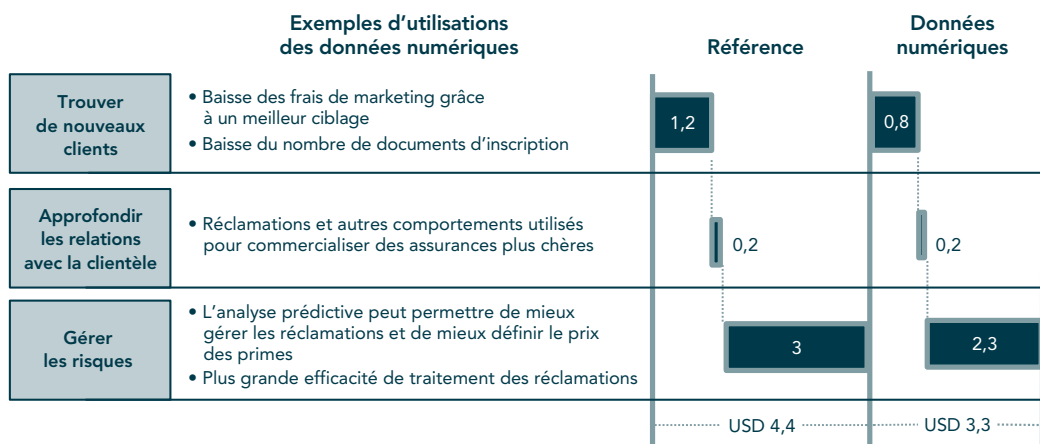 Exemples d’utilisations
des données numériques
Référence
Données
numériques
Trouver
de nouveaux
clients
• Baisse des frais de marketing grâce
à un meilleur ciblage
• Baisse du nombre de documents d’inscription
1,2
0,8
Approfondir
les relations
avec la clientèle
• Réclamations et autres comportements utilisés
pour commercialiser des assurances plus chères
0,2
0,2
Gérer
les risques
• L’analyse prédictive peut permettre de mieux
gérer les réclamations et de mieux définir le prix
des primes
• Plus grande efficacité de traitement des réclamations
3
2,3
USD 4,4
USD 3,3